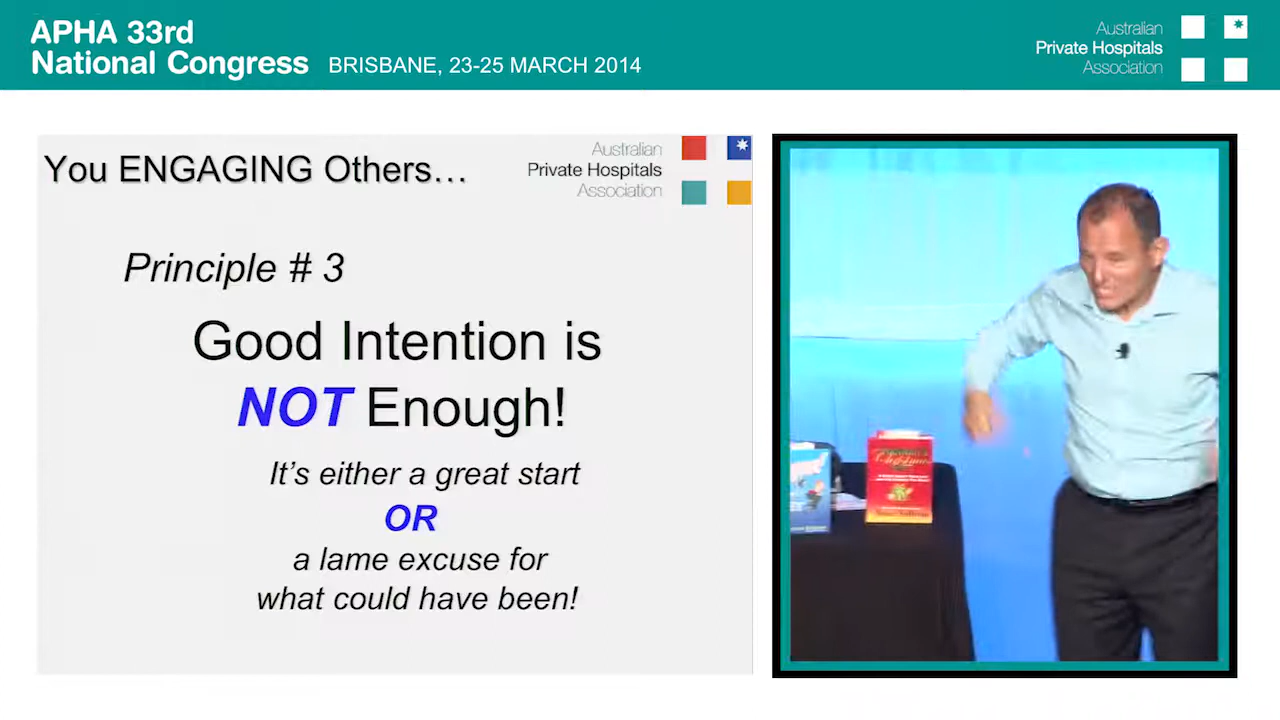 APHA 33rd
National Congress BRISBANE, 23-25 MARCH 2014
Australian
Private Hospitals
Association
You ENGAGING Others…
Australian
Private Hospitals
Association
Principle # 3
Good Intention is
NOT Enough!
It's either a great start
OR
a lame excuse for
what could have been!